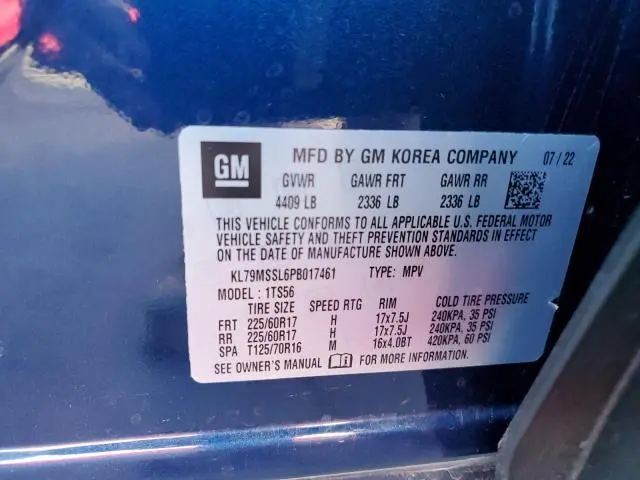 GM MFD BY GM KOREA COMPANY 07/22
GVWR GAWR FRT GAWR RR
4409 LB 2336 LB 2336 LB
THIS VEHICLE CONFORMS TO ALL APPLICABLE U.S. FEDERAL MOTOR
VEHICLE SAFETY AND THEFT PREVENTION STANDARDS IN EFFECT
ON THE DATE OF MANUFACTURE SHOWN ABOVE.
KL79MSSL6PB017461 TYPE: MPV
MODEL : 1TS56
TIRE SIZE SPEED RTG RIM COLD TIRE PRESSURE
FRT 225/60R17 H 17x7.5J 240KPA, 35 PSI
RR 225/60R17 H 17x7.5J 240KPA, 35 PSI
SPA T125/70R16 M 16x4.0BT 420KPA, 60 PSI
SEE OWNER'S MANUAL FOR MORE INFORMATION.